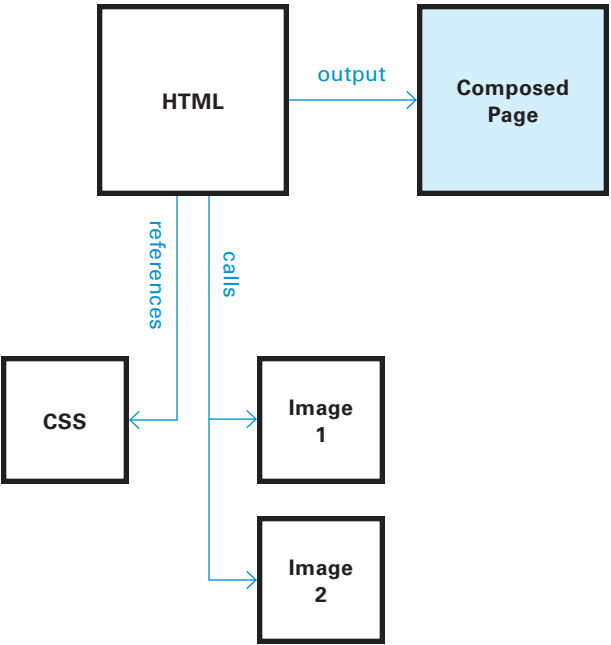 HTML
output
Composed
Page
references
calls
CSS
Image
1
Image
2